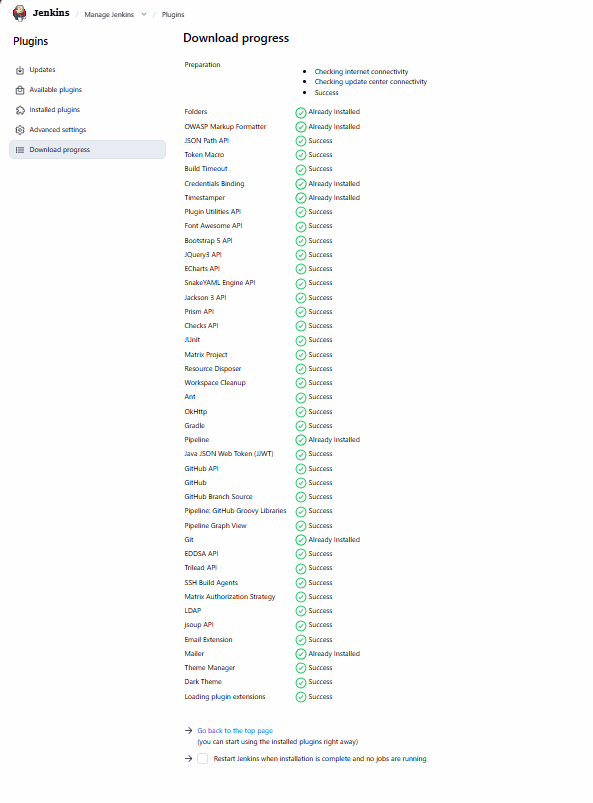 Jenkins / Manage Jenkins / Plugins
Plugins
Updates
Available plugins
Installed plugins
Advanced settings
Download progress
Download progress
Preparation
Checking internet connectivity
Checking update center connectivity
Success
Folders Already Installed
OWASP Markup Formatter Already Installed
JSON Path API Success
Token Macro Success
Build Timeout Success
Credentials Binding Already Installed
Timestamper Already Installed
Plugin Utilities API Success
Font Awesome API Success
Bootstrap 5 API Success
JQuery3 API Success
ECharts API Success
SnakeYAML Engine API Success
Jackson 3 API Success
Prism API Success
Checks API Success
JUnit Success
Matrix Project Success
Resource Disposer Success
Workspace Cleanup Success
Ant Success
OkHttp Success
Gradle Success
Pipeline Already Installed
Java JSON Web Token (JJWT) Success
GitHub API Success
GitHub Success
GitHub Branch Source Success
Pipeline: GitHub Groovy Libraries Success
Pipeline Graph View Success
Git Already Installed
EDDSA API Success
Trilead API Success
SSH Build Agents Success
Matrix Authorization Strategy Success
LDAP Success
jsoup API Success
Email Extension Success
Mailer Already Installed
Theme Manager Success
Dark Theme Success
Loading plugin extensions Success
→ Go back to the top page
(you can start using the installed plugins right away)
→ Restart Jenkins when installation is complete and no jobs are running